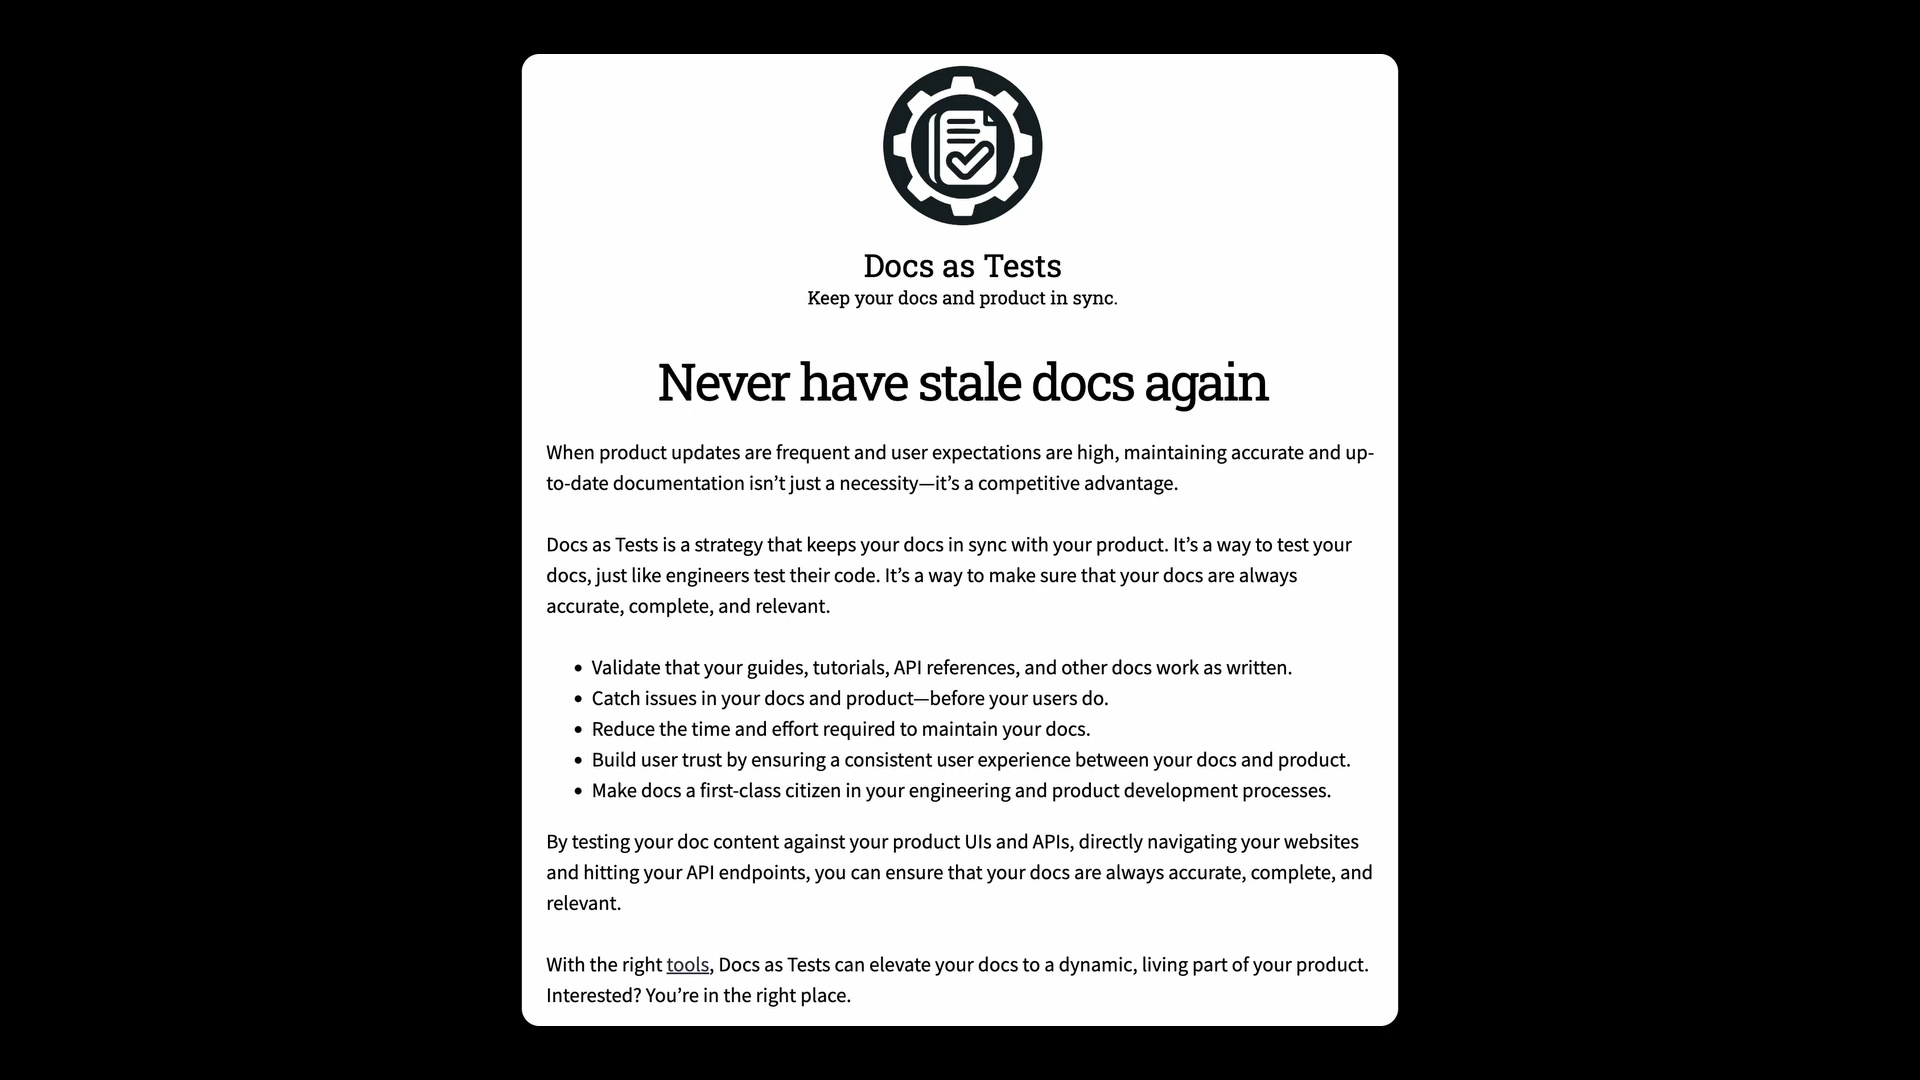 Docs as Tests
Keep your docs and product in sync.
Never have stale docs again
When product updates are frequent and user expectations are high, maintaining accurate and up-
to-date documentation isn’t just a necessity—it’s a competitive advantage.
Docs as Tests is a strategy that keeps your docs in sync with your product. It’s a way to test your
docs, just like engineers test their code. It’s a way to make sure that your docs are always
accurate, complete, and relevant.
• Validate that your guides, tutorials, API references, and other docs work as written.
• Catch issues in your docs and product—before your users do.
• Reduce the time and effort required to maintain your docs.
• Build user trust by ensuring a consistent user experience between your docs and product.
• Make docs a first-class citizen in your engineering and product development processes.
By testing your doc content against your product UIs and APIs, directly navigating your websites
and hitting your API endpoints, you can ensure that your docs are always accurate, complete, and
relevant.
With the right tools, Docs as Tests can elevate your docs to a dynamic, living part of your product.
Interested? You’re in the right place.